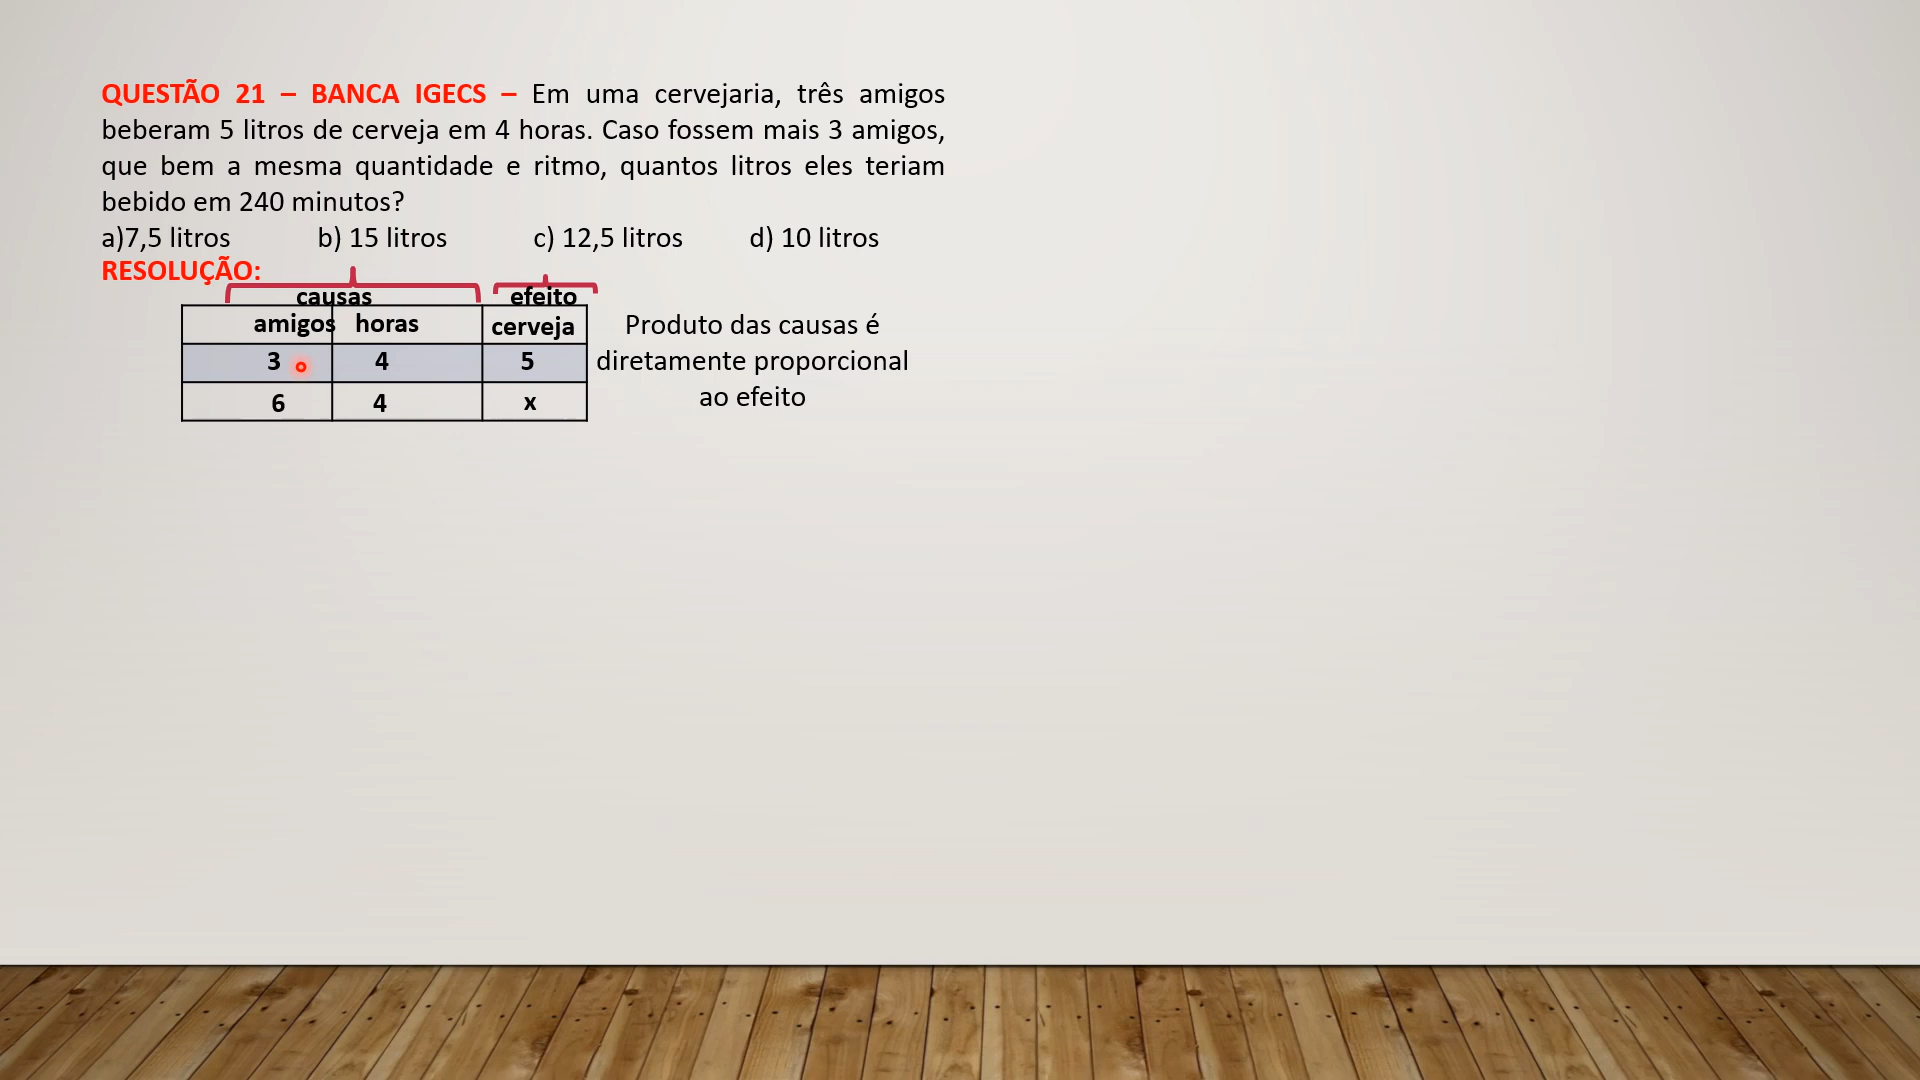 QUESTÃO 21 – BANCA IGECS – Em uma cervejaria, três amigos
beberam 5 litros de cerveja em 4 horas. Caso fossem mais 3 amigos,
que bem a mesma quantidade e ritmo, quantos litros eles teriam
bebido em 240 minutos?
a)7,5 litros b) 15 litros c) 12,5 litros d) 10 litros
RESOLUÇÃO:
causas efeito
amigos horas cerveja
3 4 5
6 4 x
Produto das causas é
diretamente proporcional
ao efeito